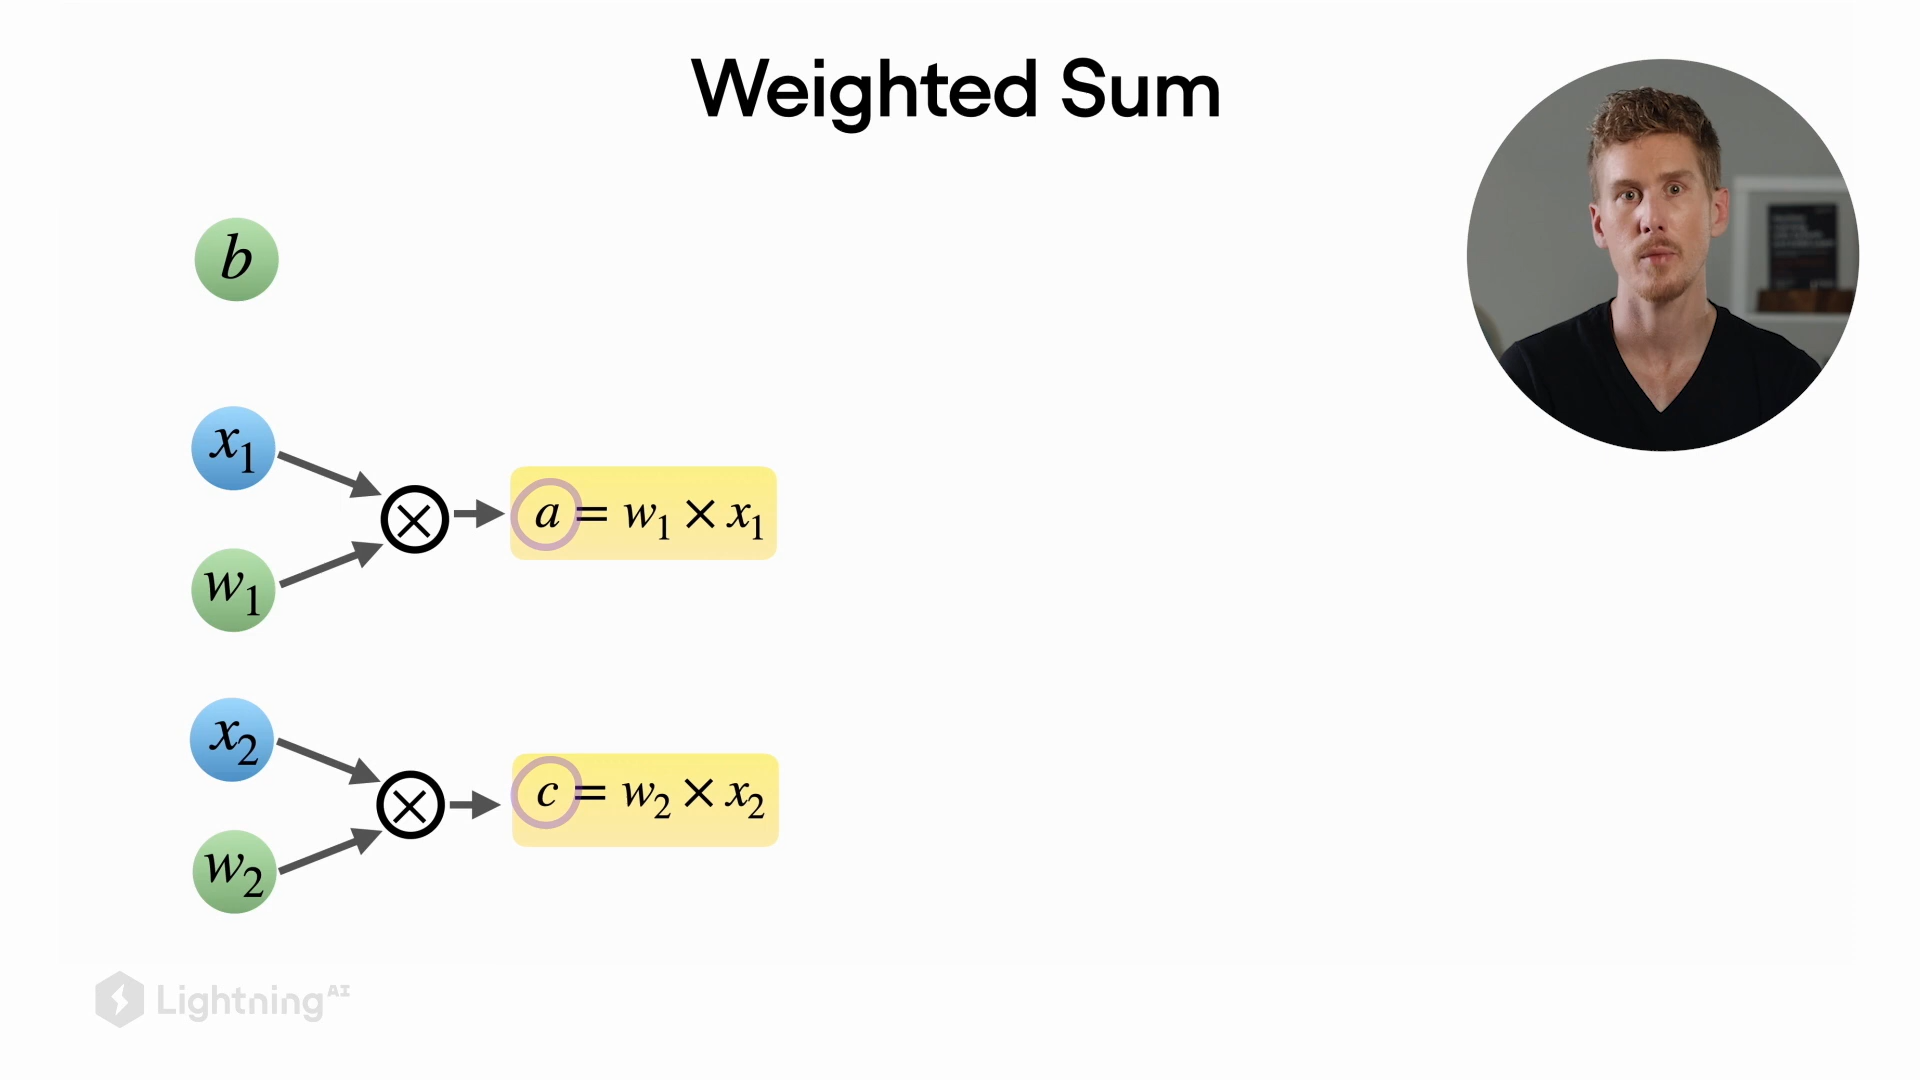 Weighted Sum
b
x₁
a = w₁ × x₁
w₁
x₂
c = w₂ × x₂
w₂
Lightning AI